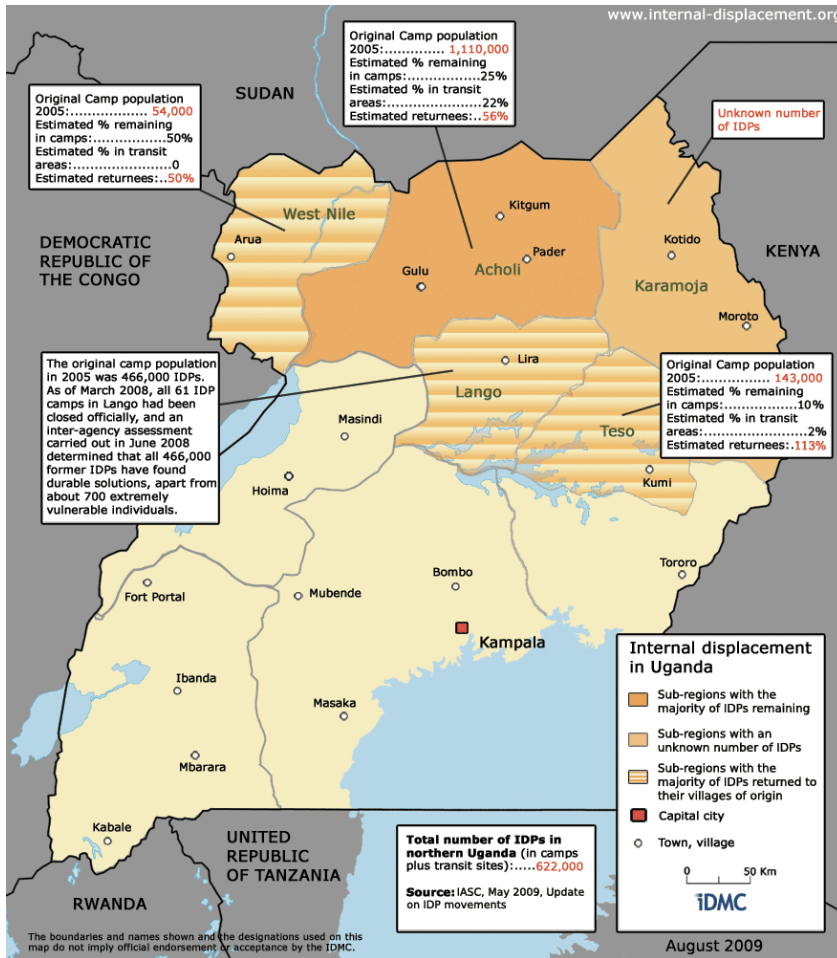 www.internal-displacement.org
Original Camp population
2005:............... 1,110,000
Estimated % remaining
in camps:................25%
Estimated % in transit
areas:....................22%
Estimated returnees:..56%
SUDAN
Original Camp population
2005:................... 54,000
Estimated % remaining
in camps:................50%
Estimated % in transit
areas:.....................0
Estimated returnees:..50%
Unknown number
of IDPs
West Nile
Arua
Kitgum
Pader
Acholi
Gulu
Kotido
Karamoja
Moroto
KENYA
DEMOCRATIC
REPUBLIC OF
THE CONGO
The original camp population
in 2005 was 466,000 IDPs.
As of March 2008, all 61 IDP
camps in Lango had been
closed officially, and an
inter-agency assessment
carried out in June 2008
determined that all 466,000
former IDPs have found
durable solutions, apart from
about 700 extremely
vulnerable individuals.
Lira
Lango
Original Camp population
2005:.............. 143,000
Estimated % remaining
in camps:................10%
Estimated % in transit
areas:.....................2%
Estimated returnees:.113%
Teso
Kumi
Masindi
Hoima
Tororo
Fort Portal
Mubende
Bombo
Kampala
Ibanda
Masaka
Mbarara
Kabale
Internal displacement
in Uganda
Sub-regions with the
majority of IDPs remaining
Sub-regions with an
unknown number of IDPs
Sub-regions with the
majority of IDPs returned to
their villages of origin
Capital city
Town, village
0 50 Km
iDMC
August 2009
UNITED
REPUBLIC
OF TANZANIA
RWANDA
Total number of IDPs in
northern Uganda (in camps
plus transit sites):.....622,000
Source: IASC, May 2009, Update
on IDP movements
The boundaries and names shown and the designations used on this
map do not imply official endorsement or acceptance by the IDMC.